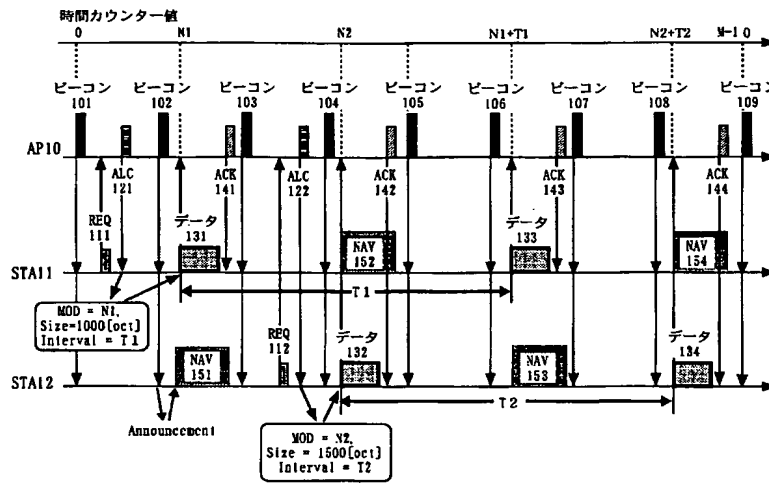 時間カウンター値
0 N1 N2 N1+T1 N2+T2 M-1 0
ビーコン ビーコン ビーコン ビーコン ビーコン ビーコン ビーコン ビーコン ビーコン
101 102 103 104 105 106 107 108 109
AP10
ALC
121
ACK
141
ALC
122
ACK
142
ACK
143
ACK
144
REQ
111
データ
131
NAV
152
データ
133
NAV
154
STA11
T1
MOD = N1,
Size=1000[oct]
Interval = T1
REQ
112
データ
132
データ
134
NAV
151
NAV
153
STA12
T2
Announcement
MOD = N2,
Size = 1500[oct]
Interval = T2